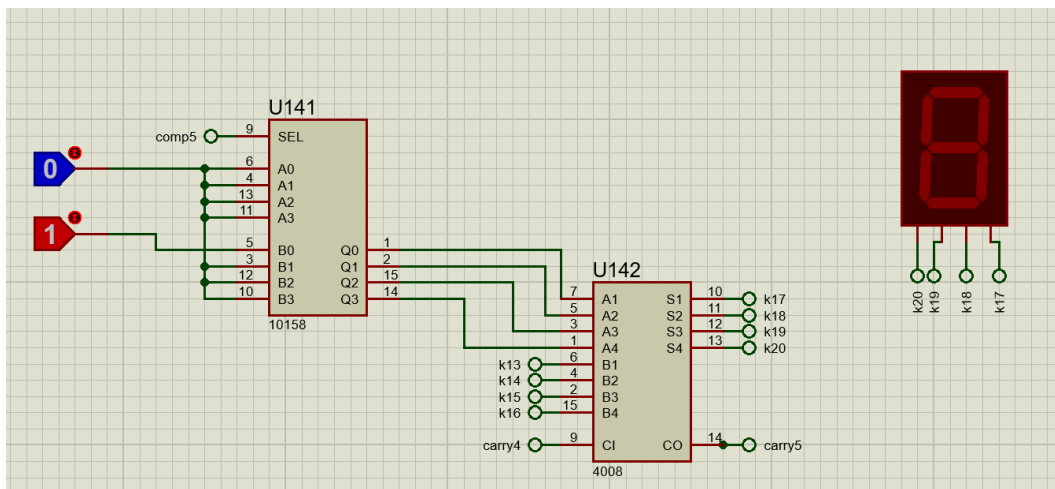 U141
comp5
9 SEL
0
6 A0
4 A1
13 A2
11 A3
1
5 B0 Q0 1
3 B1 Q1 2
12 B2 Q2 15
10 B3 Q3 14
10158
U142
7 A1 S1 10 k17
5 A2 S2 11 k18
3 A3 S3 12 k19
1 A4 S4 13 k20
k13 6 B1
k14 4 B2
k15 2 B3
k16 15 B4
carry4 9 CI CO 14 carry5
4008
k20 k19 k18 k17